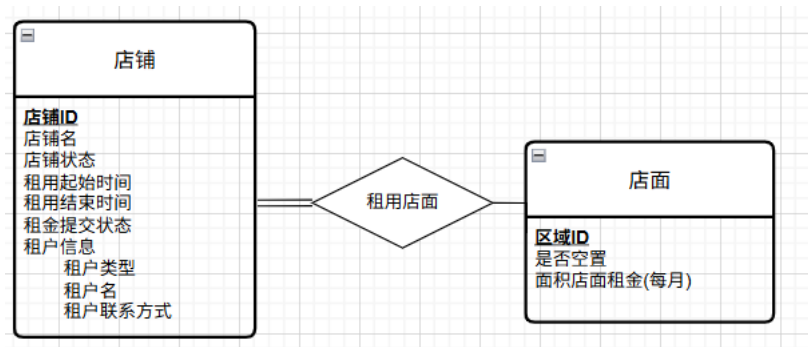 店铺
店铺ID
店铺名
店铺状态
租用起始时间
租用结束时间
租金提交状态
租户信息
租户类型
租户名
租户联系方式
租用店面
店面
区域ID
是否空置
面积店面租金(每月)